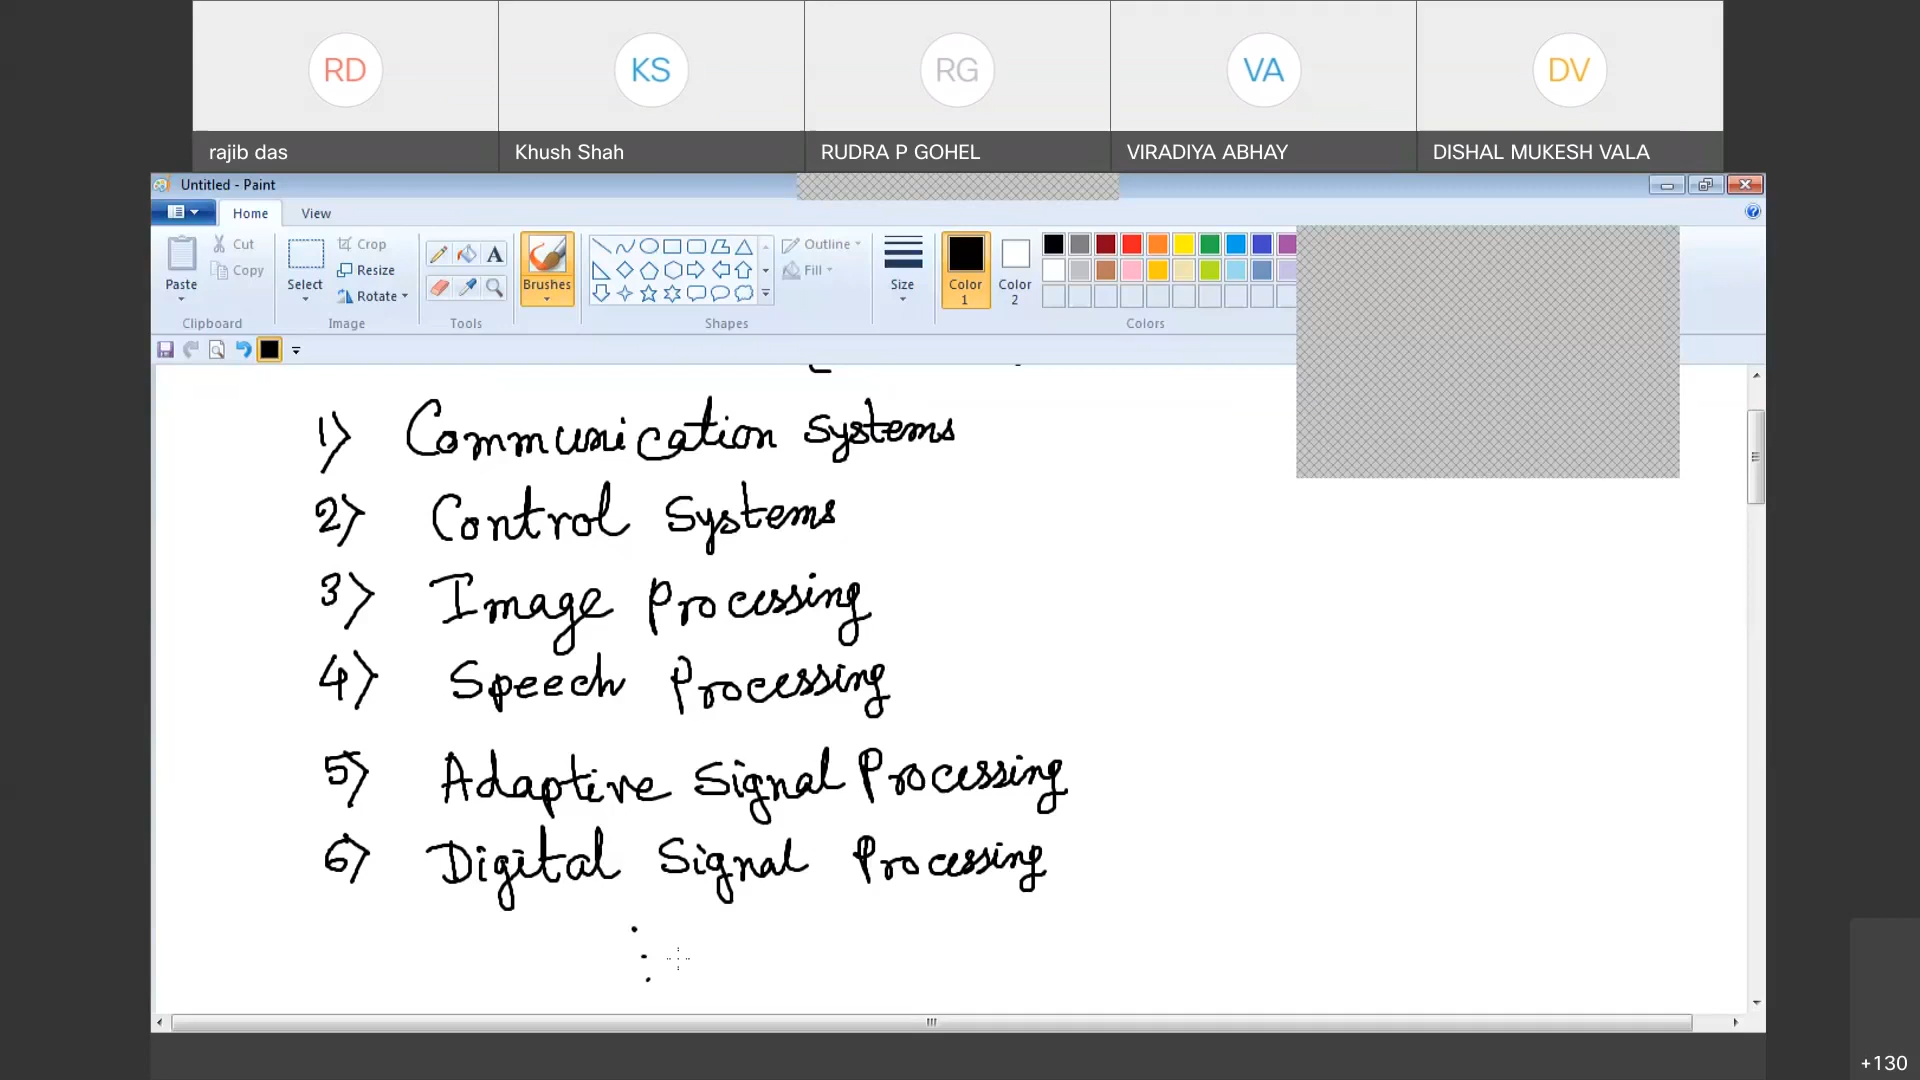 RD KS RG VA DV
rajib das Khush Shah RUDRA P GOHEL VIRADIYA ABHAY DISHAL MUKESH VALA
Untitled - Paint
Home View
Cut
Copy
Paste
Clipboard
Select
Crop
Resize
Rotate
Image
A
Tools
Brushes
Shapes
Outline
Fill
Size
Color 1
Color 2
Colors
1) Communication Systems
2) Control Systems
3) Image Processing
4) Speech Processing
5) Adaptive Signal Processing
6) Digital Signal Processing
+130